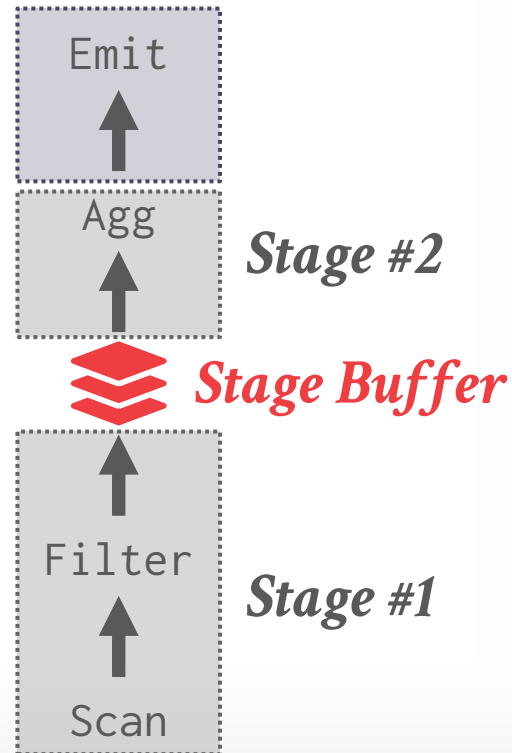 Emit
Agg
Stage #2
Stage Buffer
Filter
Stage #1
Scan